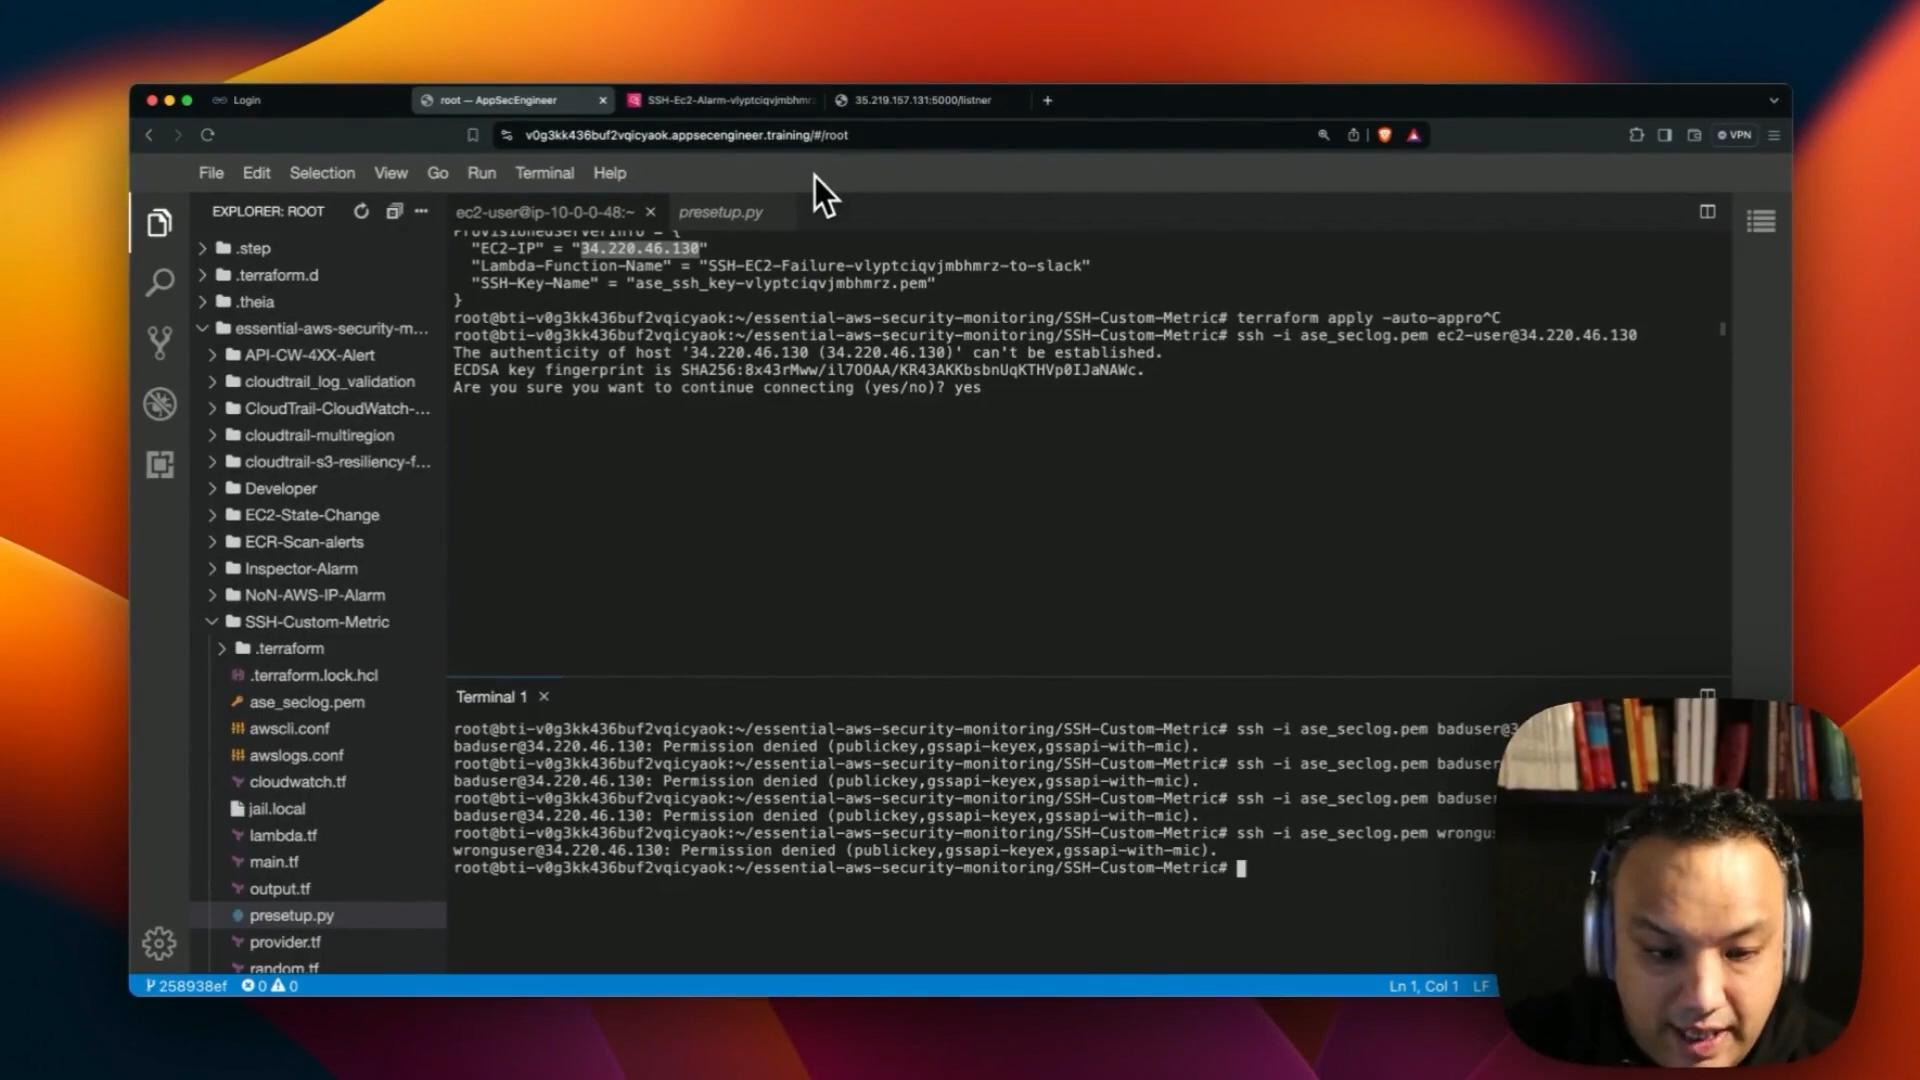 Login
root — AppSecEngineer
SSH-Ec2-Alarm-vlyptciqvjmbhmr
35.219.157.131:5000/listner
v0g3kk436buf2vqicyaok.appsecengineer.training/#/root
VPN
File Edit Selection View Go Run Terminal Help
EXPLORER: ROOT
.step
.terraform.d
.theia
essential-aws-security-m...
API-CW-4XX-Alert
cloudtrail_log_validation
CloudTrail-CloudWatch-...
cloudtrail-multiregion
cloudtrail-s3-resiliency-f...
Developer
EC2-State-Change
ECR-Scan-alerts
Inspector-Alarm
NoN-AWS-IP-Alarm
SSH-Custom-Metric
.terraform
.terraform.lock.hcl
ase_seclog.pem
awscli.conf
awslogs.conf
cloudwatch.tf
jail.local
lambda.tf
main.tf
output.tf
presetup.py
provider.tf
random.tf
ec2-user@ip-10-0-0-48:~
presetup.py
ProvisionedServerInfo = {
"EC2-IP" = "34.220.46.130"
"Lambda-Function-Name" = "SSH-EC2-Failure-vlyptciqvjmbhmrz-to-slack"
"SSH-Key-Name" = "ase_ssh_key-vlyptciqvjmbhmrz.pem"
}
root@bti-v0g3kk436buf2vqicyaok:~/essential-aws-security-monitoring/SSH-Custom-Metric# terraform apply -auto-appro^C
root@bti-v0g3kk436buf2vqicyaok:~/essential-aws-security-monitoring/SSH-Custom-Metric# ssh -i ase_seclog.pem ec2-user@34.220.46.130
The authenticity of host '34.220.46.130 (34.220.46.130)' can't be established.
ECDSA key fingerprint is SHA256:8x43rMww/il7OOAA/KR43AKKbsbnUqKTHVp0IJaNAWc.
Are you sure you want to continue connecting (yes/no)? yes
Terminal 1
root@bti-v0g3kk436buf2vqicyaok:~/essential-aws-security-monitoring/SSH-Custom-Metric# ssh -i ase_seclog.pem baduser@3
baduser@34.220.46.130: Permission denied (publickey,gssapi-keyex,gssapi-with-mic).
root@bti-v0g3kk436buf2vqicyaok:~/essential-aws-security-monitoring/SSH-Custom-Metric# ssh -i ase_seclog.pem baduser
baduser@34.220.46.130: Permission denied (publickey,gssapi-keyex,gssapi-with-mic).
root@bti-v0g3kk436buf2vqicyaok:~/essential-aws-security-monitoring/SSH-Custom-Metric# ssh -i ase_seclog.pem baduser
baduser@34.220.46.130: Permission denied (publickey,gssapi-keyex,gssapi-with-mic).
root@bti-v0g3kk436buf2vqicyaok:~/essential-aws-security-monitoring/SSH-Custom-Metric# ssh -i ase_seclog.pem wrongus
wronguser@34.220.46.130: Permission denied (publickey,gssapi-keyex,gssapi-with-mic).
root@bti-v0g3kk436buf2vqicyaok:~/essential-aws-security-monitoring/SSH-Custom-Metric#
258938ef 0 0
Ln 1, Col 1 LF